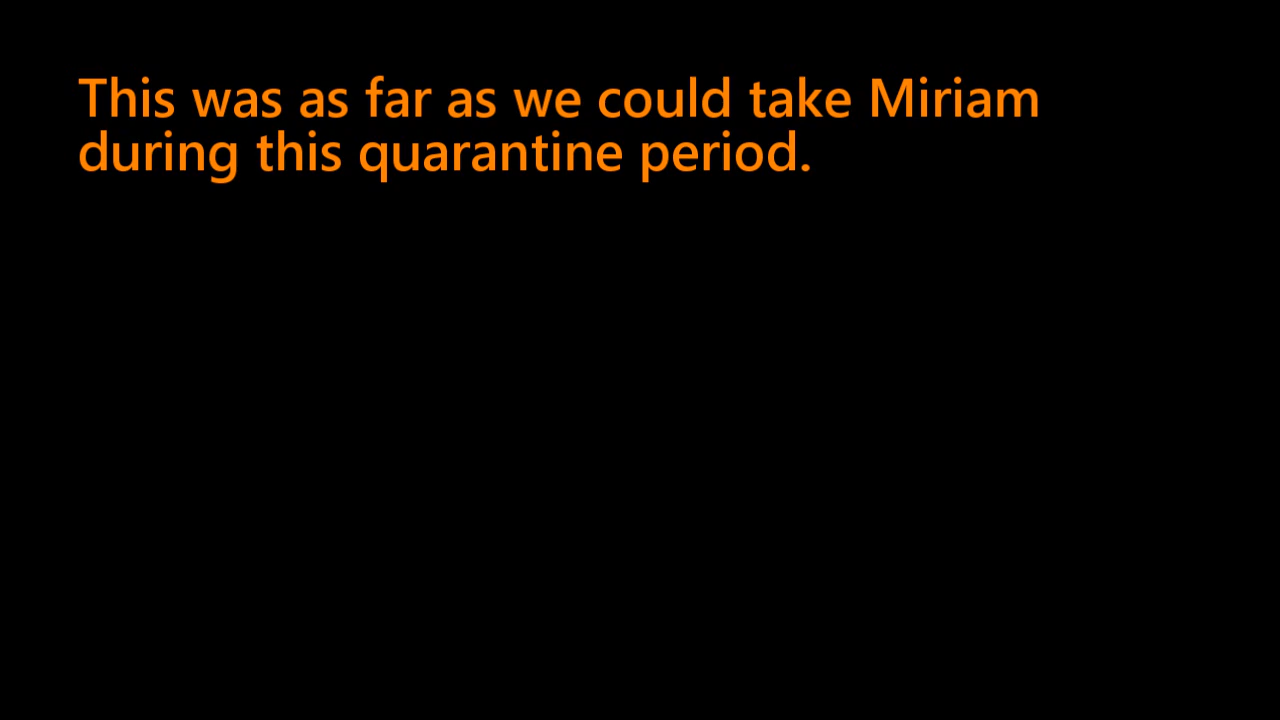 This was as far as we could take Miriam
during this quarantine period.